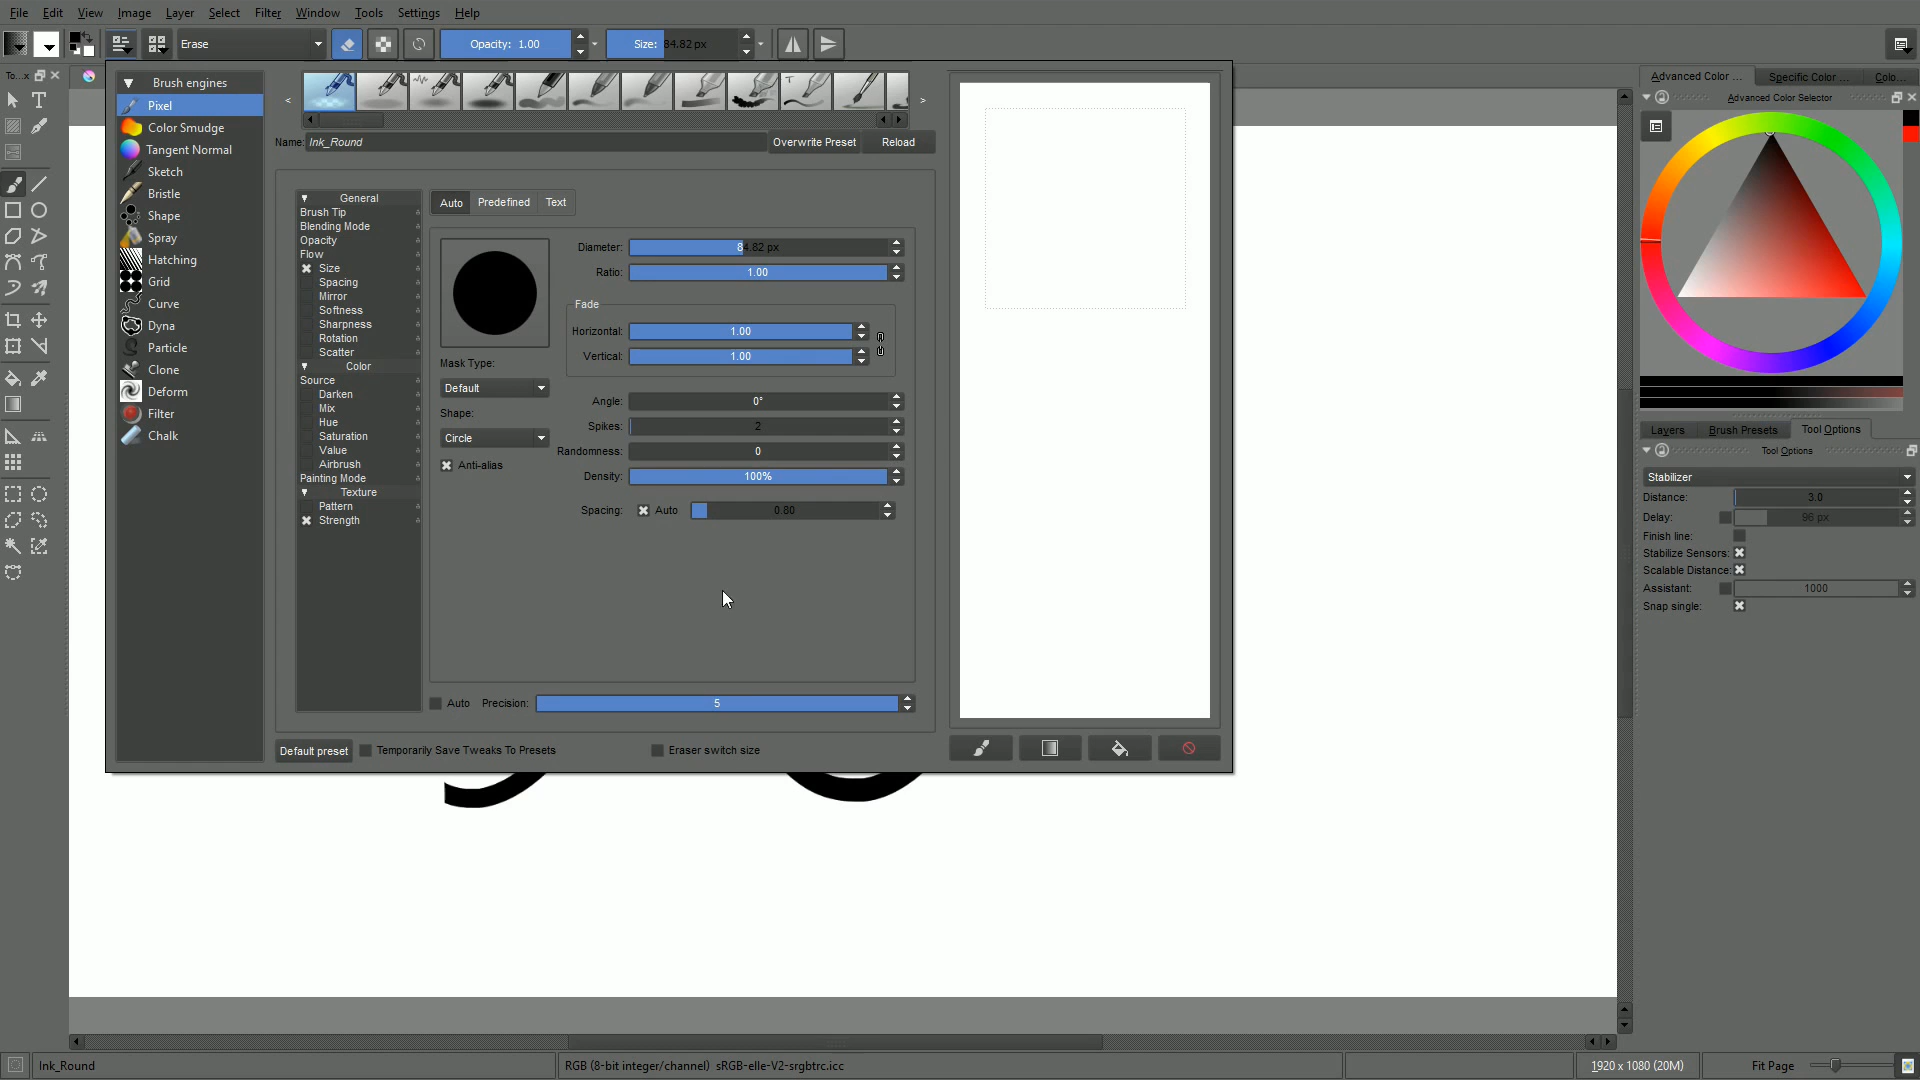 File Edit View Image Layer Select Filter Window Tools Settings Help
Erase Opacity: 1.00 Size: 84.82 px
To...x
Brush engines
Pixel
Color Smudge
Tangent Normal
Sketch
Bristle
Shape
Spray
Hatching
Grid
Curve
Dyna
Particle
Clone
Deform
Filter
Chalk
< >
Name: Ink_Round Overwrite Preset Reload
General
Brush Tip
Blending Mode
Opacity
Flow
Size
Spacing
Mirror
Softness
Sharpness
Rotation
Scatter
Color
Source
Darken
Mix
Hue
Saturation
Value
Airbrush
Painting Mode
Texture
Pattern
Strength
Auto Predefined Text
Diameter: 84.82 px
Ratio: 1.00
Fade
Horizontal: 1.00
Vertical: 1.00
Mask Type:
Default
Shape:
Circle
Anti-alias
Angle: 0°
Spikes: 2
Randomness: 0
Density: 100%
Spacing: Auto 0.80
Auto Precision: 5
Default preset Temporarily Save Tweaks To Presets Eraser switch size
Advanced Color ... Specific Color ... Colo...
Advanced Color Selector
Layers Brush Presets Tool Options
Tool Options
Stabilizer
Distance: 3.0
Delay: 96 px
Finish line:
Stabilize Sensors:
Scalable Distance:
Assistant: 1000
Snap single:
Ink_Round RGB (8-bit integer/channel) sRGB-elle-V2-srgbtrc.icc 1920 x 1080 (20M) Fit Page